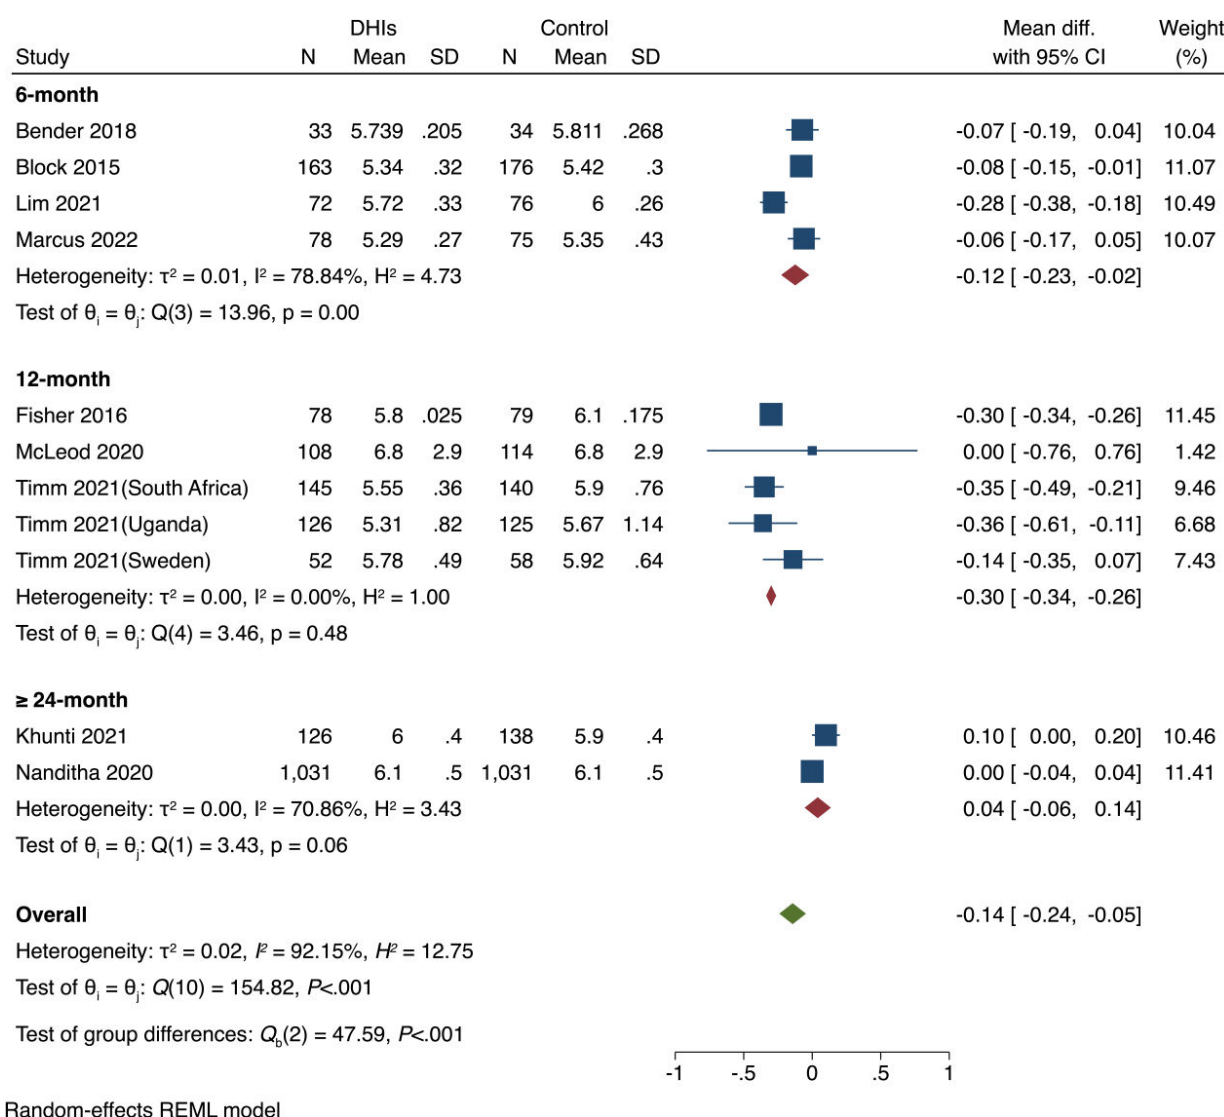 DHIs Control Mean diff. Weight
Study N Mean SD N Mean SD with 95% CI (%)
6-month
Bender 2018 33 5.739 .205 34 5.811 .268 -0.07 [ -0.19, 0.04] 10.04
Block 2015 163 5.34 .32 176 5.42 .3 -0.08 [ -0.15, -0.01] 11.07
Lim 2021 72 5.72 .33 76 6 .26 -0.28 [ -0.38, -0.18] 10.49
Marcus 2022 78 5.29 .27 75 5.35 .43 -0.06 [ -0.17, 0.05] 10.07
Heterogeneity: τ² = 0.01, I² = 78.84%, H² = 4.73 -0.12 [ -0.23, -0.02]
Test of θᵢ = θⱼ: Q(3) = 13.96, p = 0.00
12-month
Fisher 2016 78 5.8 .025 79 6.1 .175 -0.30 [ -0.34, -0.26] 11.45
McLeod 2020 108 6.8 2.9 114 6.8 2.9 0.00 [ -0.76, 0.76] 1.42
Timm 2021(South Africa) 145 5.55 .36 140 5.9 .76 -0.35 [ -0.49, -0.21] 9.46
Timm 2021(Uganda) 126 5.31 .82 125 5.67 1.14 -0.36 [ -0.61, -0.11] 6.68
Timm 2021(Sweden) 52 5.78 .49 58 5.92 .64 -0.14 [ -0.35, 0.07] 7.43
Heterogeneity: τ² = 0.00, I² = 0.00%, H² = 1.00 -0.30 [ -0.34, -0.26]
Test of θᵢ = θⱼ: Q(4) = 3.46, p = 0.48
≥ 24-month
Khunti 2021 126 6 .4 138 5.9 .4 0.10 [ 0.00, 0.20] 10.46
Nanditha 2020 1,031 6.1 .5 1,031 6.1 .5 0.00 [ -0.04, 0.04] 11.41
Heterogeneity: τ² = 0.00, I² = 70.86%, H² = 3.43 0.04 [ -0.06, 0.14]
Test of θᵢ = θⱼ: Q(1) = 3.43, p = 0.06
Overall -0.14 [ -0.24, -0.05]
Heterogeneity: τ² = 0.02, I² = 92.15%, H² = 12.75
Test of θᵢ = θⱼ: Q(10) = 154.82, P<.001
Test of group differences: Q_b(2) = 47.59, P<.001
-1 -.5 0 .5 1
Random-effects REML model